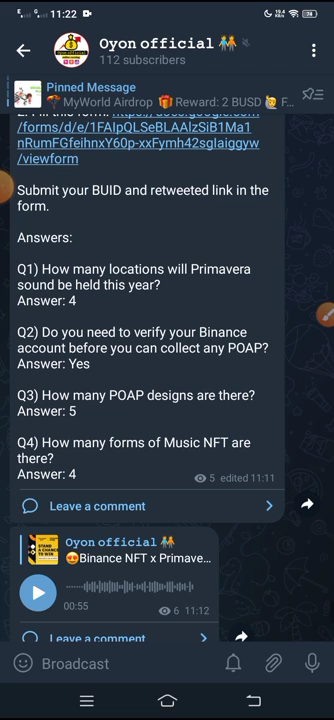 11:22
19.4 KB/s
Oyon official
112 subscribers
Pinned Message
MyWorld Airdrop Reward: 2 BUSD F...
/forms/d/e/1FAIpQLSeBLAAlzSiB1Ma1
nRumFGfeihnxY60p-xxFymh42sglaiggyw
/viewform
Submit your BUID and retweeted link in the
form.
Answers:
Q1) How many locations will Primavera
sound be held this year?
Answer: 4
Q2) Do you need to verify your Binance
account before you can collect any POAP?
Answer: Yes
Q3) How many POAP designs are there?
Answer: 5
Q4) How many forms of Music NFT are
there?
Answer: 4
5 edited 11:11
Leave a comment
Oyon official
Binance NFT x Primave...
00:55
6 11:12
Leave a comment
Broadcast